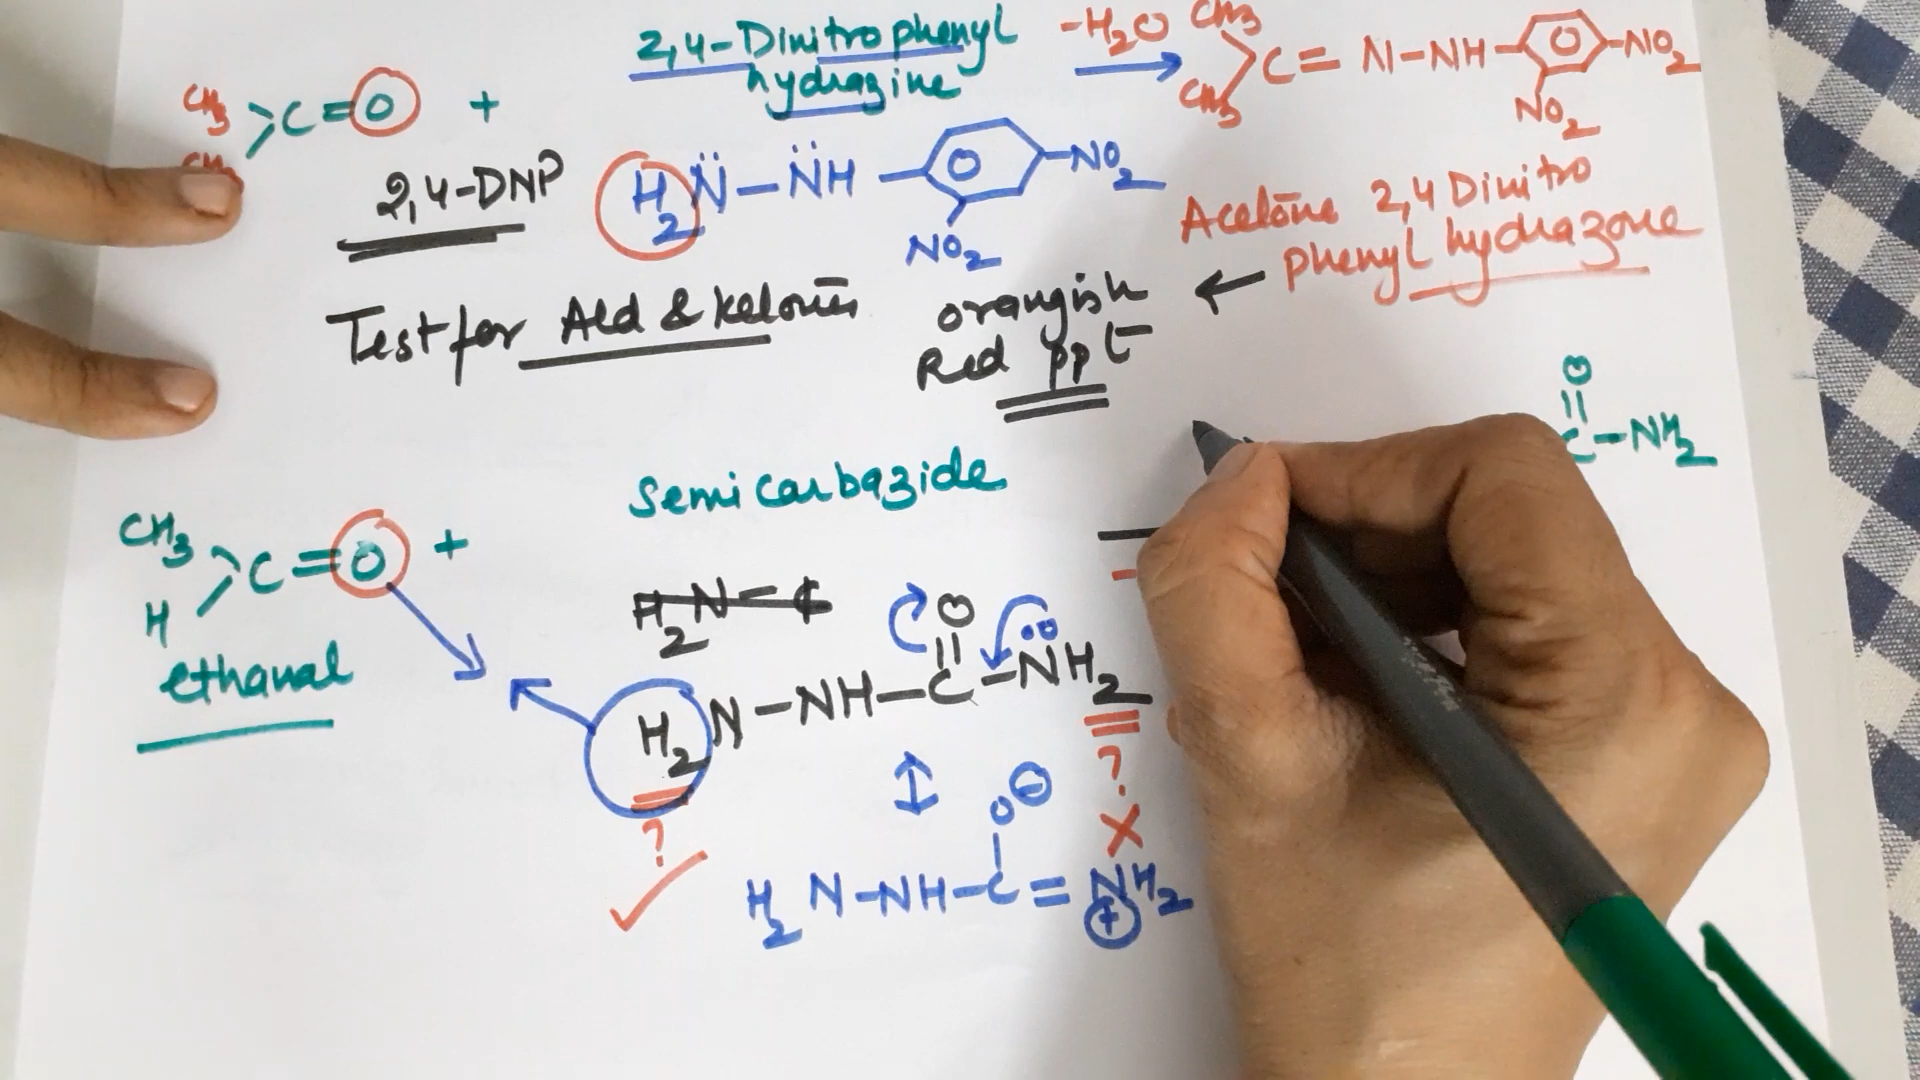 2,4-Dinitrophenyl
hydrazine
-H2O
CH3
CH3
C = N-NH- -NO2
NO2
CH3
C=O +
2,4-DNP
H2N̈-N̈H- -NO2
NO2
Acetone 2,4 Dinitro
phenyl hydrazone
Test for Ald & Ketones
orangish
Red ppt
O
C-NH2
Semicarbazide
CH3
H
C=O +
ethanal
H2N-C
O
H2N-NH-C-NH2
?
?
X
O⊖
H2N-NH-C=NH2
+